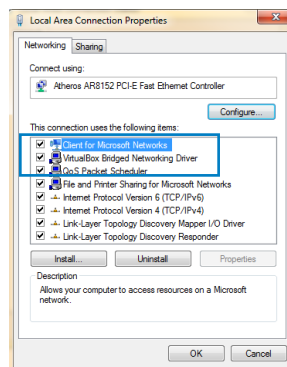 Local Area Connection Properties
Networking Sharing
Connect using:
Atheros AR8152 PCI-E Fast Ethernet Controller
Configure...
This connection uses the following items:
Client for Microsoft Networks
VirtualBox Bridged Networking Driver
QoS Packet Scheduler
File and Printer Sharing for Microsoft Networks
Internet Protocol Version 6 (TCP/IPv6)
Internet Protocol Version 4 (TCP/IPv4)
Link-Layer Topology Discovery Mapper I/O Driver
Link-Layer Topology Discovery Responder
Install... Uninstall Properties
Description
Allows your computer to access resources on a Microsoft
network.
OK Cancel